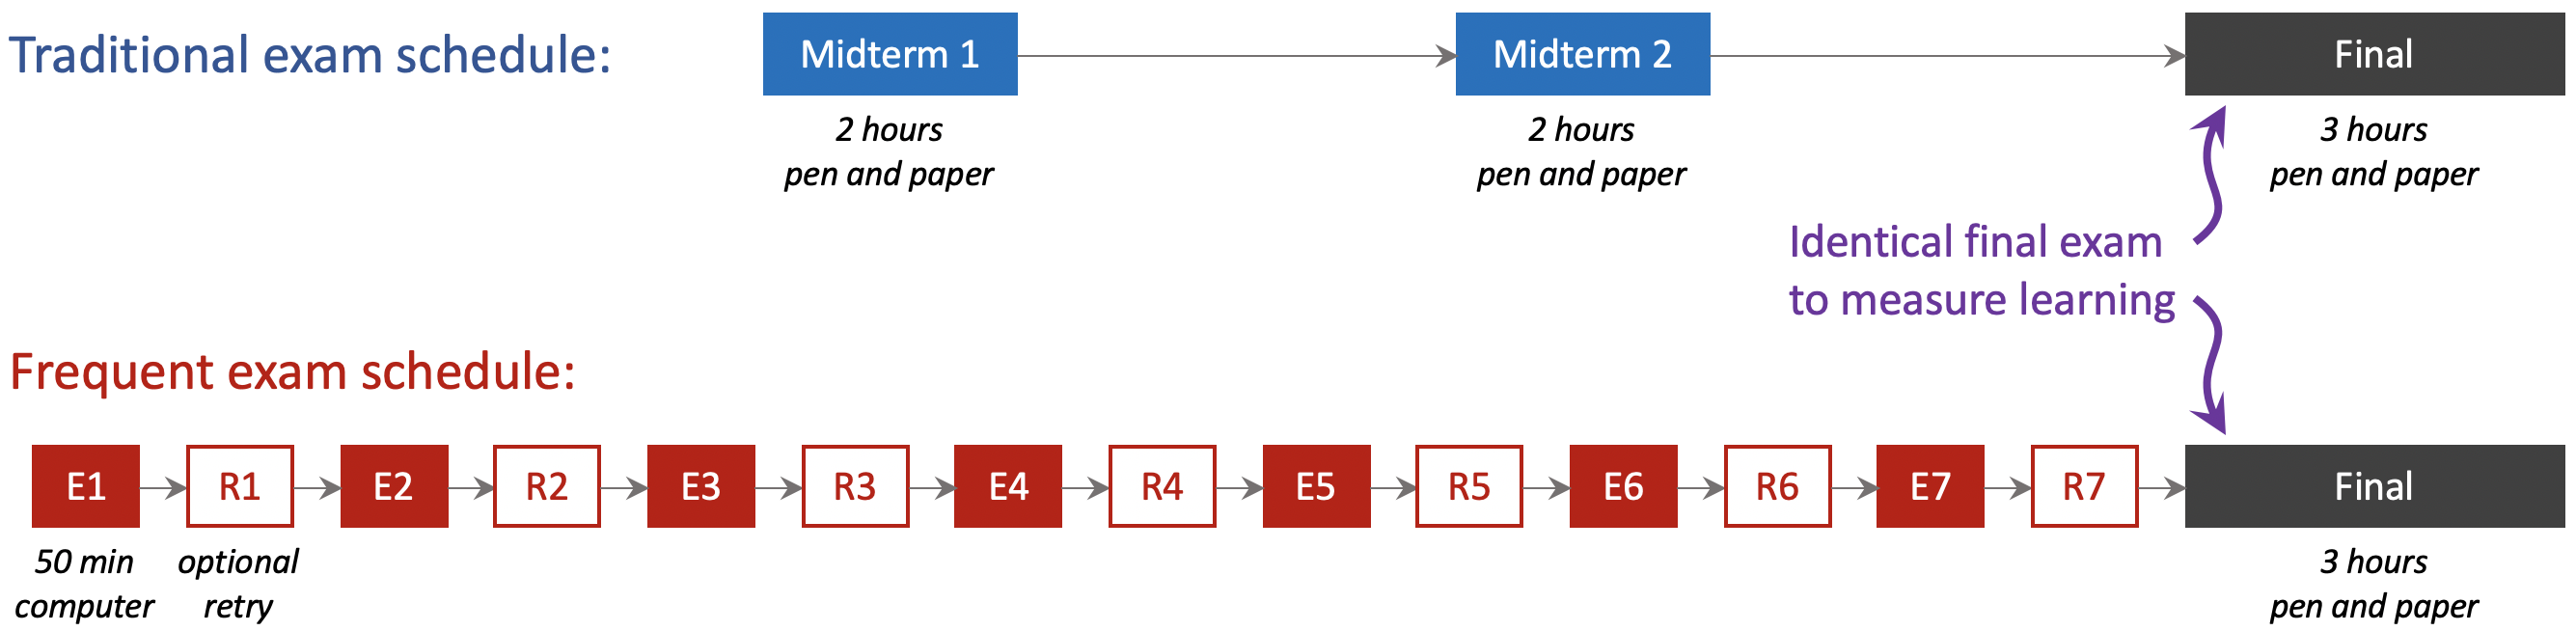 Traditional exam schedule:
Midterm 1
Midterm 2
Final
2 hours
pen and paper
2 hours
pen and paper
3 hours
pen and paper
Identical final exam
to measure learning
Frequent exam schedule:
E1
R1
E2
R2
E3
R3
E4
R4
E5
R5
E6
R6
E7
R7
Final
50 min
computer
optional
retry
3 hours
pen and paper